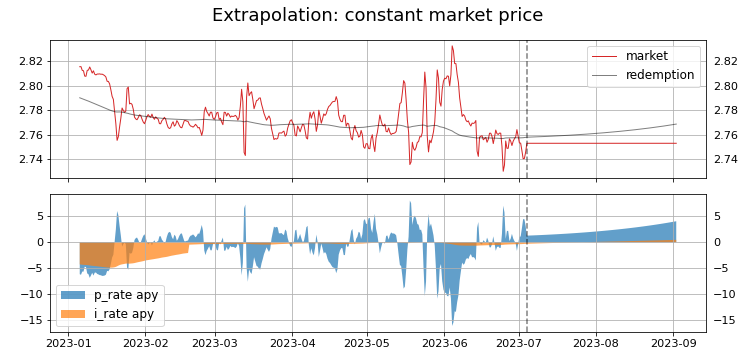 Extrapolation: constant market price
2.82 2.82
2.80 2.80
2.78 2.78
2.76 2.76
2.74 2.74
market
redemption
5 5
0 0
−5 −5
−10 −10
−15 −15
p_rate apy
i_rate apy
2023-01 2023-02 2023-03 2023-04 2023-05 2023-06 2023-07 2023-08 2023-09